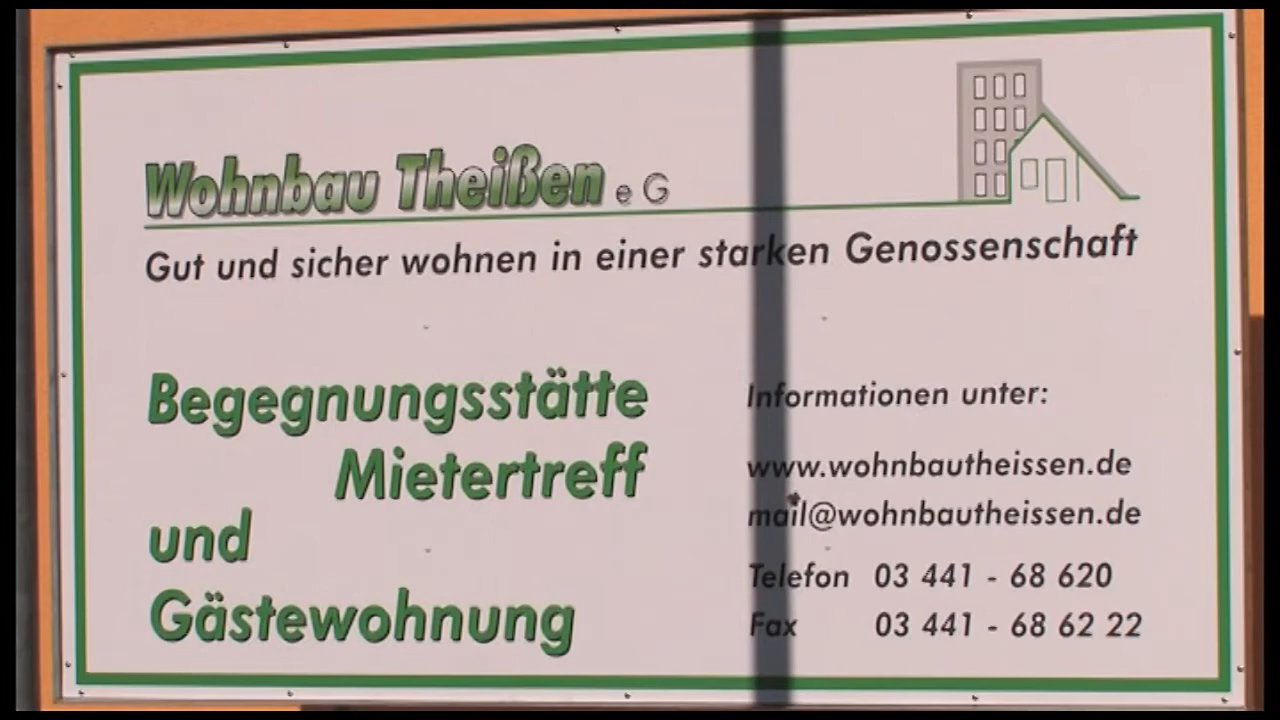 Wohnbau Theißen e G
Gut und sicher wohnen in einer starken Genossenschaft
Begegnungsstätte
Mietertreff
und
Gästewohnung
Informationen unter:
www.wohnbautheissen.de
mail@wohnbautheissen.de
Telefon 03 441 - 68 620
Fax 03 441 - 68 62 22